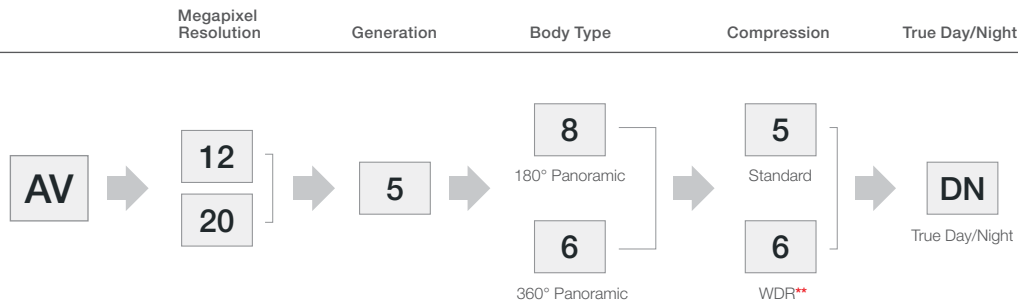 Megapixel
Resolution
Generation
Body Type
Compression
True Day/Night
AV
12
20
5
8
180° Panoramic
6
360° Panoramic
5
Standard
6
WDR**
DN
True Day/Night